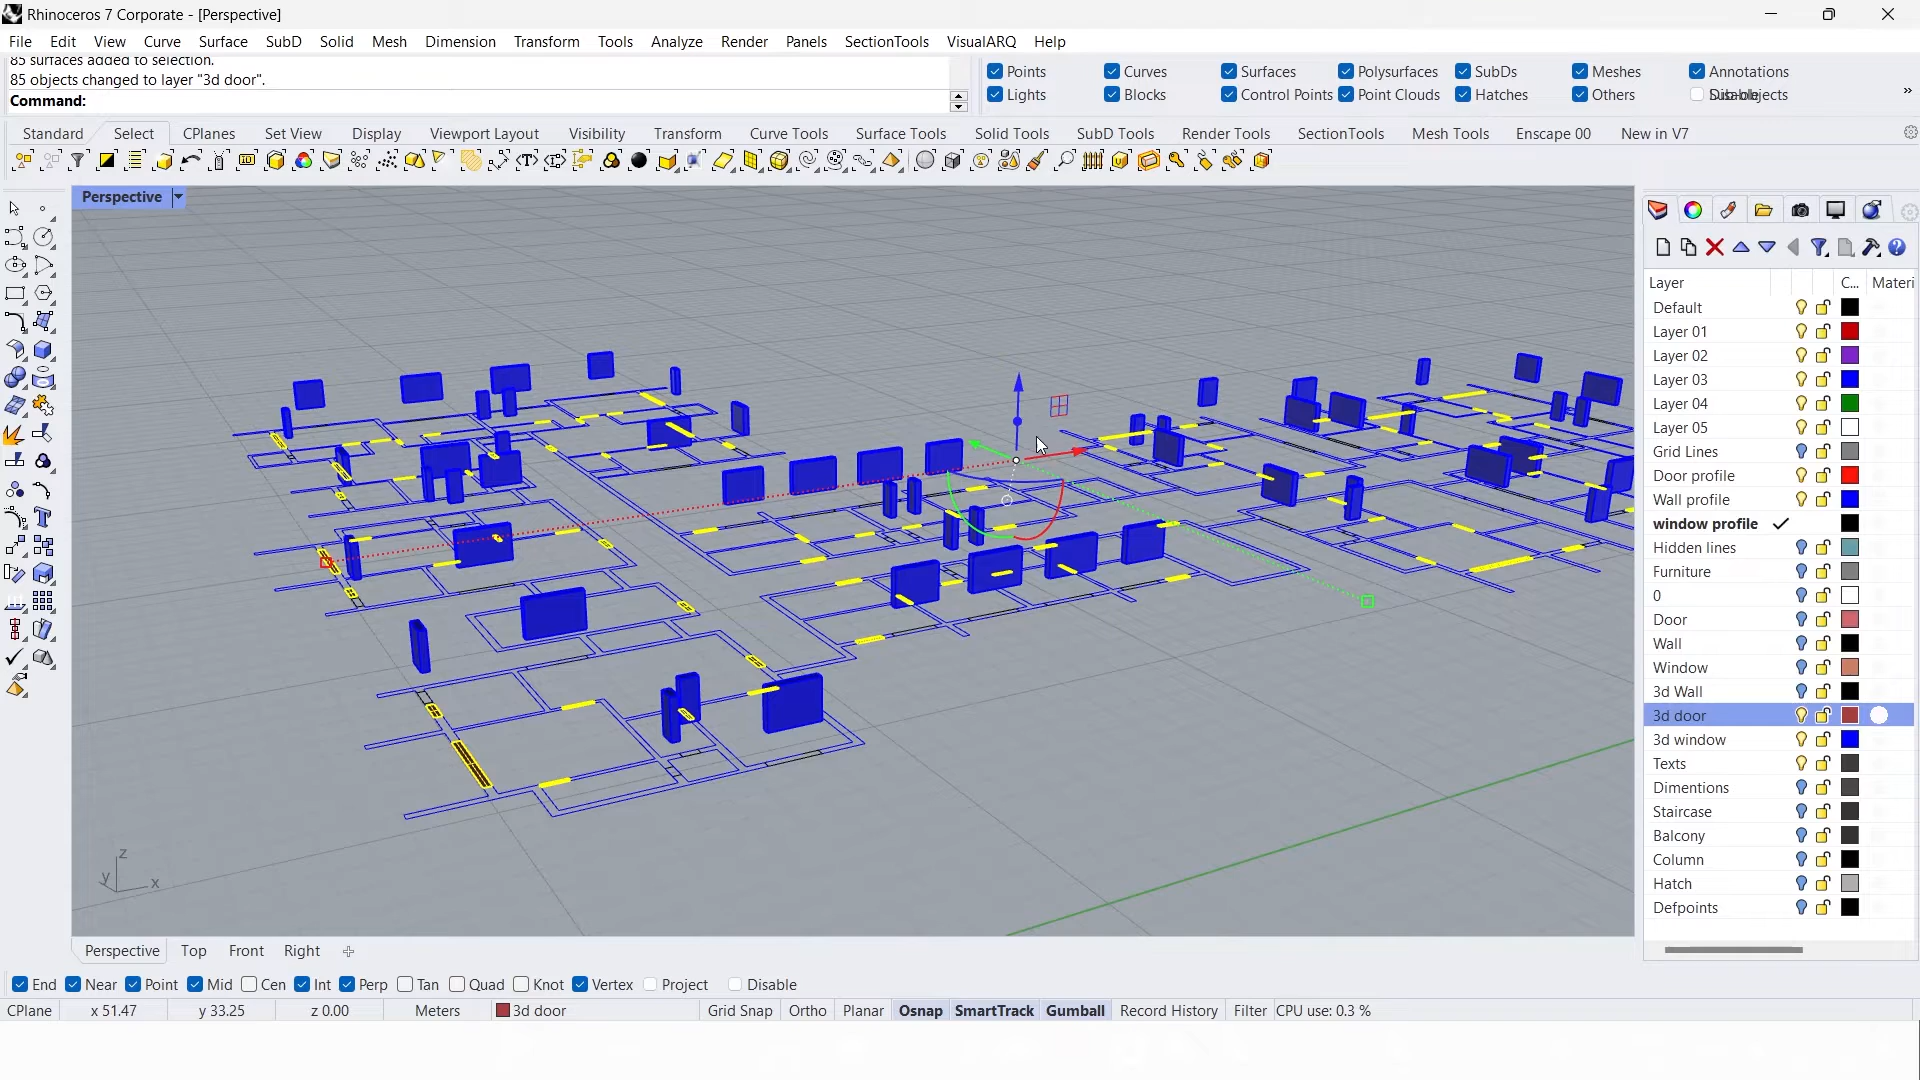 Rhinoceros 7 Corporate - [Perspective]
File Edit View Curve Surface SubD Solid Mesh Dimension Transform Tools Analyze Render Panels SectionTools VisualARQ Help
85 surfaces added to selection.
85 objects changed to layer "3d door".
Command:
Points Curves Surfaces Polysurfaces SubDs Meshes Annotations
Lights Blocks Control Points Point Clouds Hatches Others
Standard Select CPlanes Set View Display Viewport Layout Visibility Transform Curve Tools Surface Tools Solid Tools SubD Tools Render Tools SectionTools Mesh Tools Enscape 00 New in V7
Perspective
Layer C... Materi
Default
Layer 01
Layer 02
Layer 03
Layer 04
Layer 05
Grid Lines
Door profile
Wall profile
window profile
Hidden lines
Furniture
0
Door
Wall
Window
3d Wall
3d door
3d window
Texts
Dimentions
Staircase
Balcony
Column
Hatch
Defpoints
z
y x
Perspective Top Front Right
End Near Point Mid Cen Int Perp Tan Quad Knot Vertex Project Disable
CPlane x 51.47 y 33.25 z 0.00 Meters 3d door Grid Snap Ortho Planar Osnap SmartTrack Gumball Record History Filter CPU use: 0.3 %